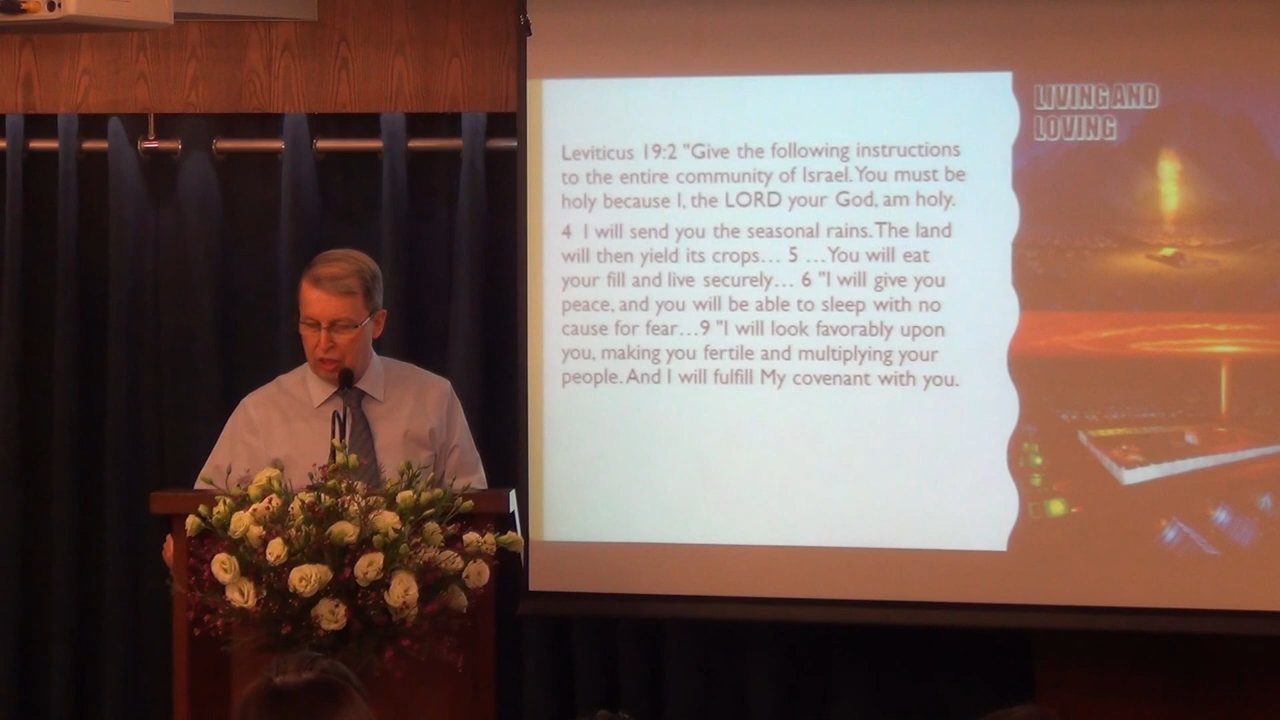 LIVING AND
LOVING
Leviticus 19:2 "Give the following instructions
to the entire community of Israel. You must be
holy because I, the LORD your God, am holy.
4 I will send you the seasonal rains. The land
will then yield its crops... 5 ...You will eat
your fill and live securely... 6 "I will give you
peace, and you will be able to sleep with no
cause for fear...9 "I will look favorably upon
you, making you fertile and multiplying your
people. And I will fulfill My covenant with you.